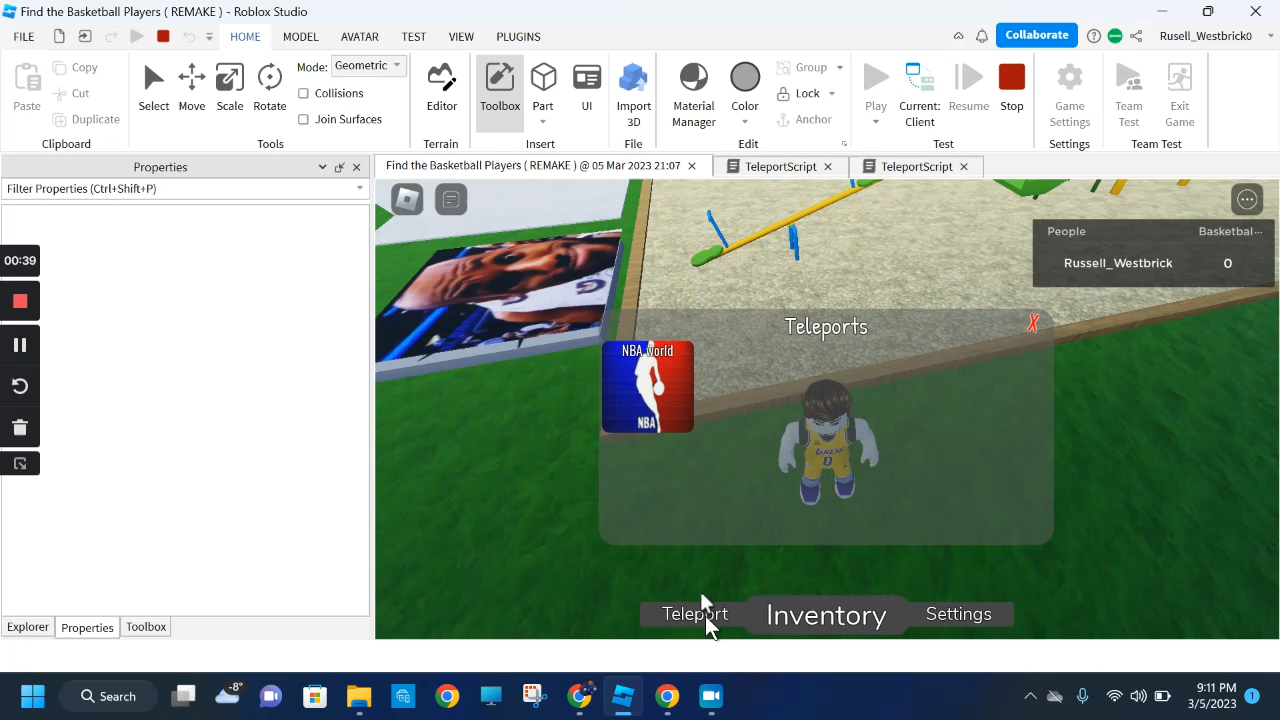 Find the Basketball Players ( REMAKE ) - Roblox Studio
FILE HOME MODEL AVATAR TEST VIEW PLUGINS Collaborate Rusell_Westbrick0
Paste Copy Cut Duplicate
Clipboard
Select Move Scale Rotate
Mode: Geometric
Collisions
Join Surfaces
Tools
Editor
Terrain
Toolbox Part UI
Insert
Import 3D
File
Material Manager Color Group Lock Anchor
Edit
Play Current: Client Resume Stop
Test
Game Settings
Settings
Team Test Exit Game
Team Test
Properties
Find the Basketball Players ( REMAKE ) @ 05 Mar 2023 21:07
TeleportScript
TeleportScript
Filter Properties (Ctrl+Shift+P)
People Basketbal...
Russell_Westbrick 0
00:39
Teleports X
NBA world
NBA
LAKERS
Teleport Inventory Settings
Explorer Properties Toolbox
Search
-8°
9:11 PM
3/5/2023
1